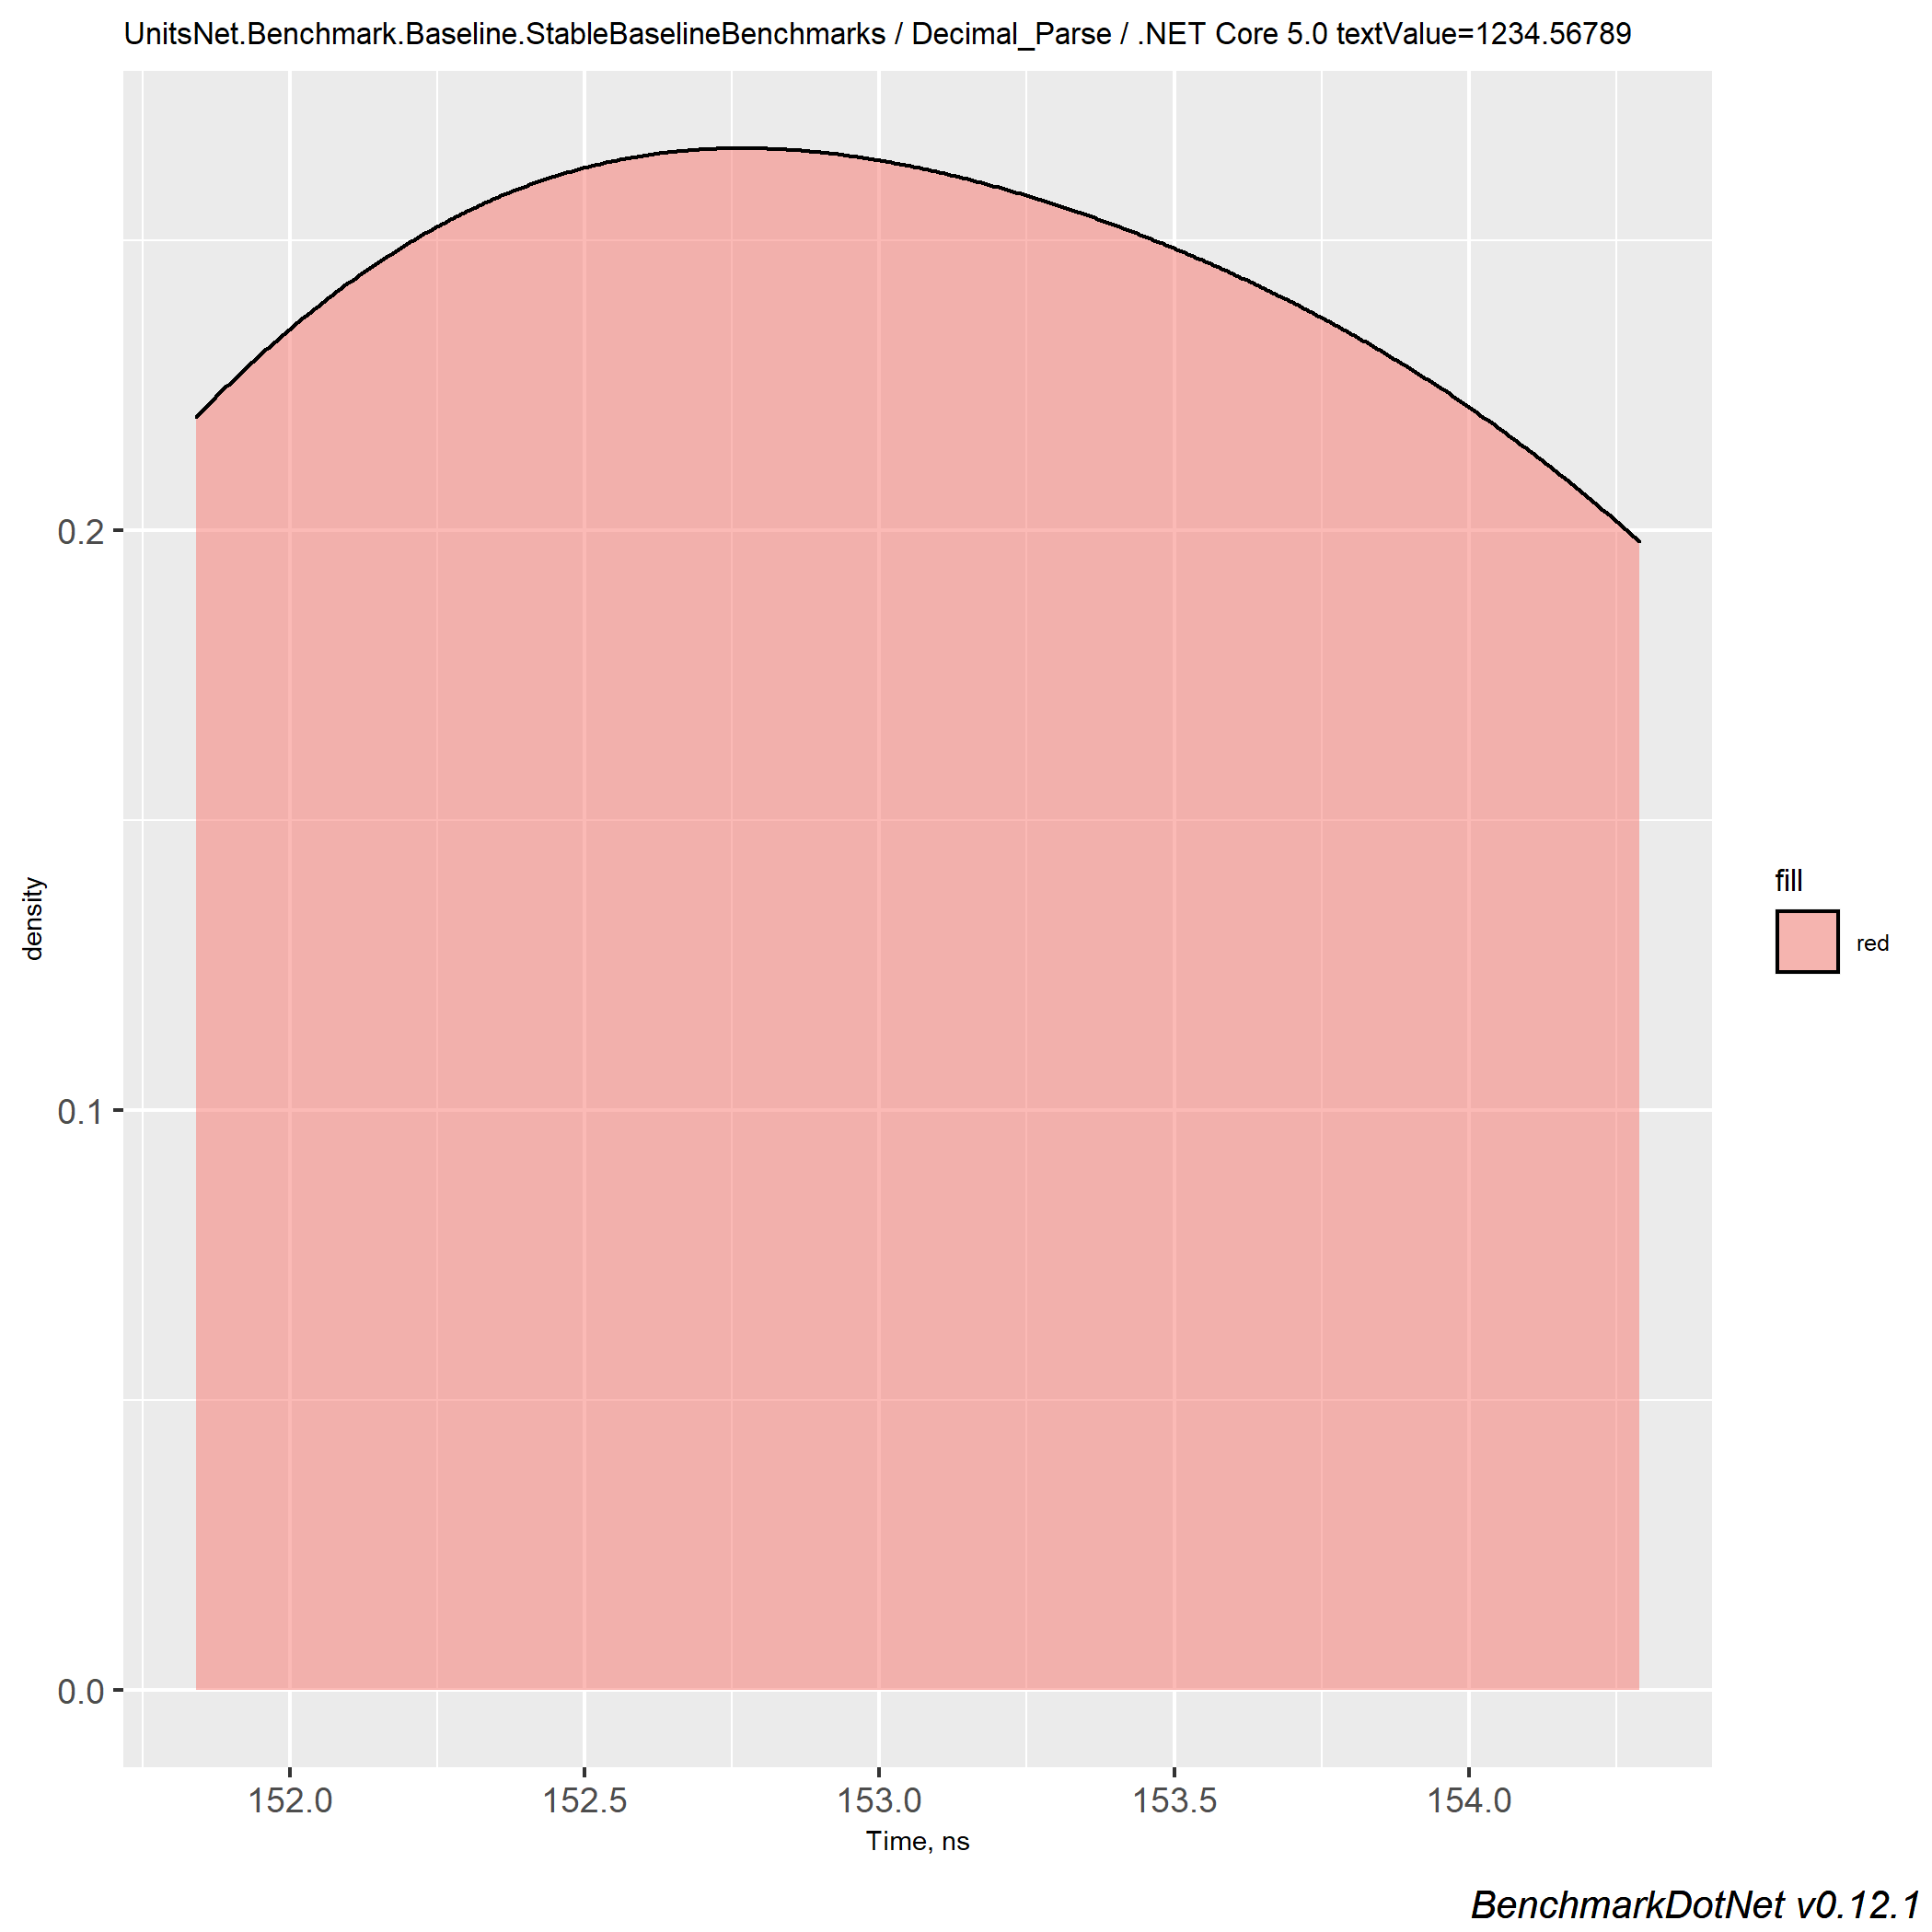 UnitsNet.Benchmark.Baseline.StableBaselineBenchmarks / Decimal_Parse / .NET Core 5.0 textValue=1234.56789
density
0.2
0.1
0.0
152.0 152.5 153.0 153.5 154.0
Time, ns
fill
red
BenchmarkDotNet v0.12.1